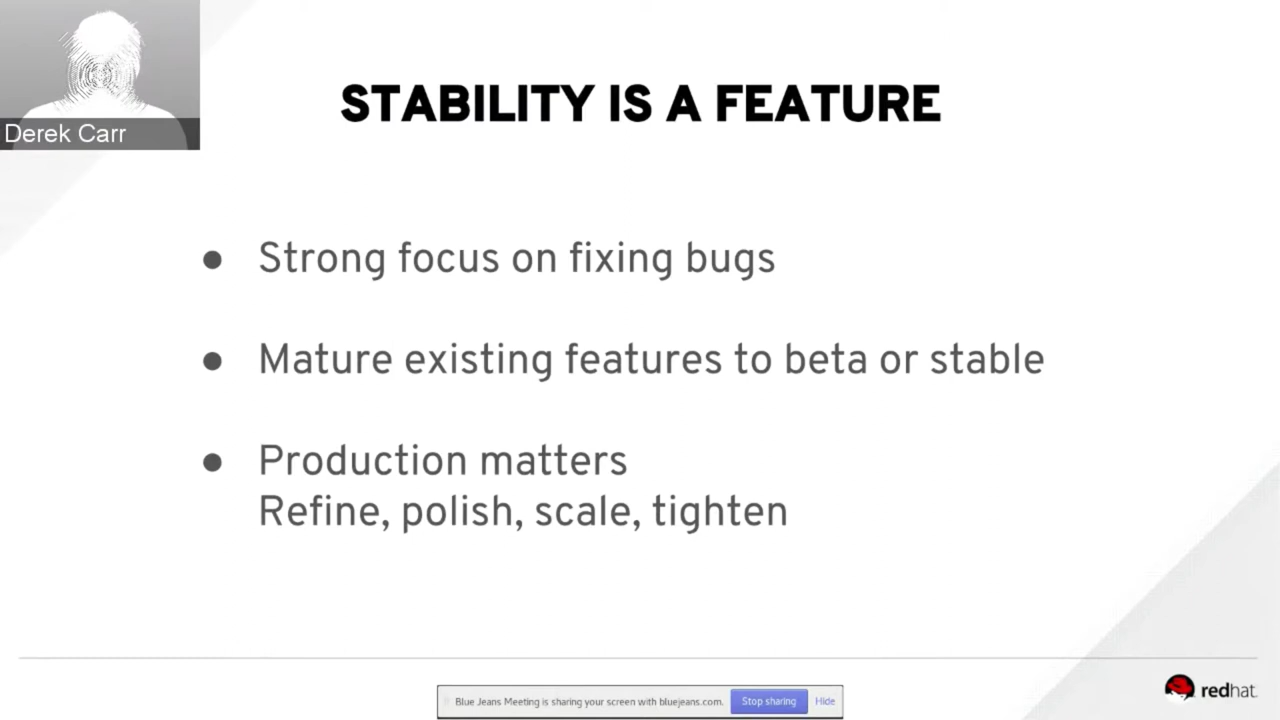 Derek Carr
STABILITY IS A FEATURE
● Strong focus on fixing bugs
● Mature existing features to beta or stable
● Production matters
Refine, polish, scale, tighten
Blue Jeans Meeting is sharing your screen with bluejeans.com. Stop sharing Hide
redhat.